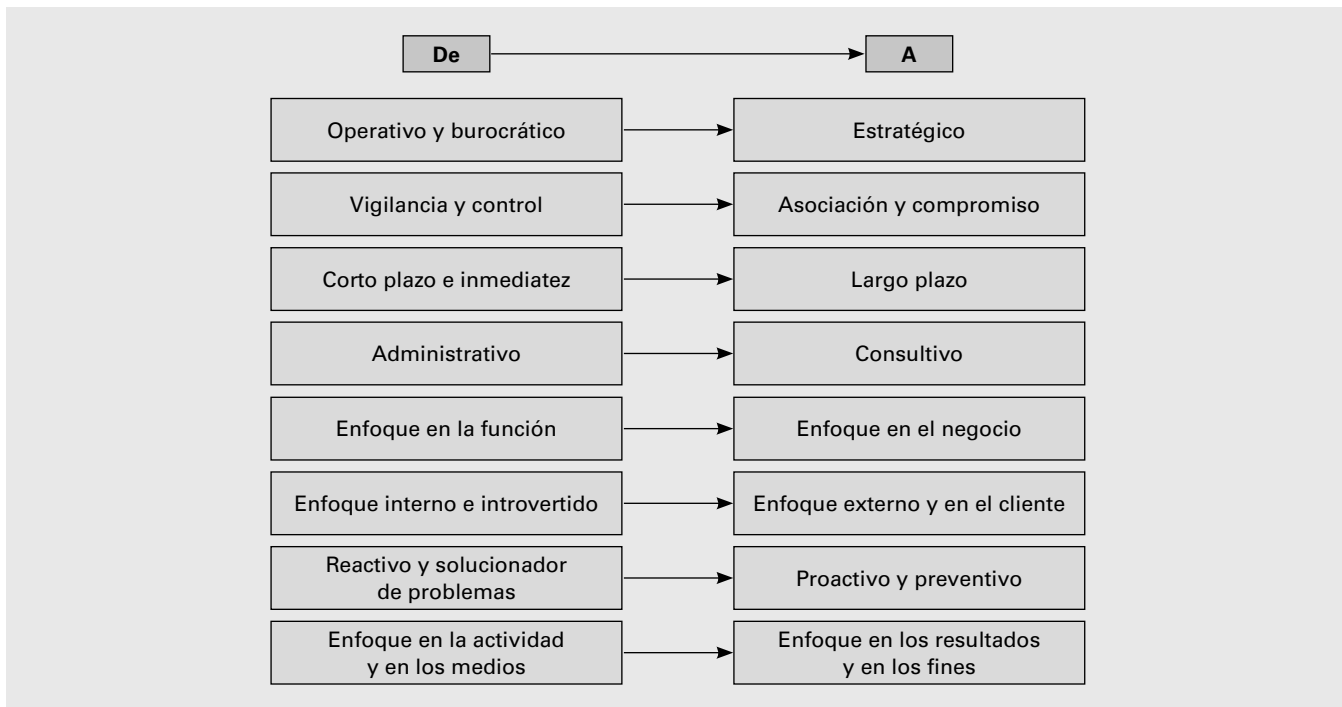 De
A
Operativo y burocrático
Estratégico
Vigilancia y control
Asociación y compromiso
Corto plazo e inmediatez
Largo plazo
Administrativo
Consultivo
Enfoque en la función
Enfoque en el negocio
Enfoque interno e introvertido
Enfoque externo y en el cliente
Reactivo y solucionador
de problemas
Proactivo y preventivo
Enfoque en la actividad
y en los medios
Enfoque en los resultados
y en los fines